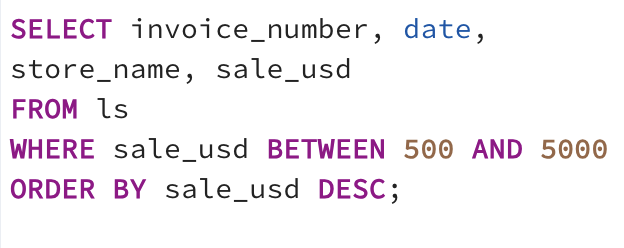 SELECT invoice_number, date,
store_name, sale_usd
FROM ls
WHERE sale_usd BETWEEN 500 AND 5000
ORDER BY sale_usd DESC;